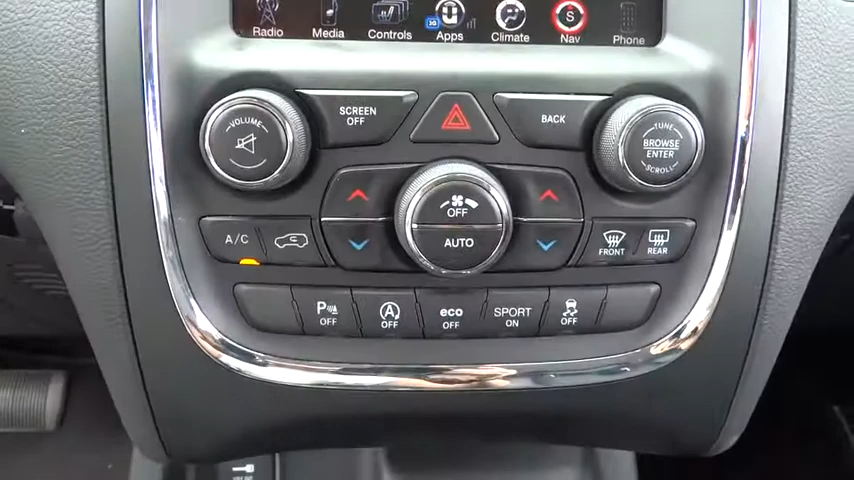 Radio Media Controls Apps Climate Nav Phone
VOLUME
SCREEN
OFF
BACK
TUNE
BROWSE
ENTER
SCROLL
OFF
AUTO
A/C
FRONT
REAR
P OFF
A OFF
eco
OFF
SPORT
ON
OFF